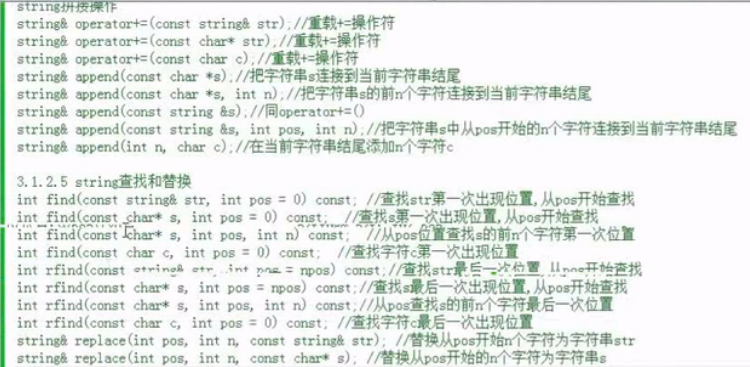 string拼接操作
string& operator+=(const string& str);//重载+=操作符
string& operator+=(const char* str);//重载+=操作符
string& operator+=(const char c);//重载+=操作符
string& append(const char *s);//把字符串s连接到当前字符串结尾
string& append(const char *s, int n);//把字符串s的前n个字符连接到当前字符串结尾
string& append(const string &s);//同operator+=()
string& append(const string &s, int pos, int n);//把字符串s中从pos开始的n个字符连接到当前字符串结尾
string& append(int n, char c);//在当前字符串结尾添加n个字符c
3.1.2.5 string查找和替换
int find(const string& str, int pos = 0) const; //查找str第一次出现位置,从pos开始查找
int find(const char* s, int pos = 0) const; //查找s第一次出现位置,从pos开始查找
int find(const char* s, int pos, int n) const; //从pos位置查找s的前n个字符第一次位置
int find(const char c, int pos = 0) const; //查找字符c第一次出现位置
int rfind(const string& str, int pos = npos) const;//查找str最后一次位置,从pos开始查找
int rfind(const char* s, int pos = npos) const;//查找s最后一次出现位置,从pos开始查找
int rfind(const char* s, int pos, int n) const;//从pos查找s的前n个字符最后一次位置
int rfind(const char c, int pos = 0) const; //查找字符c最后一次出现位置
string& replace(int pos, int n, const string& str); //替换从pos开始n个字符为字符串str
string& replace(int pos, int n, const char* s); //替换从pos开始的n个字符为字符串s